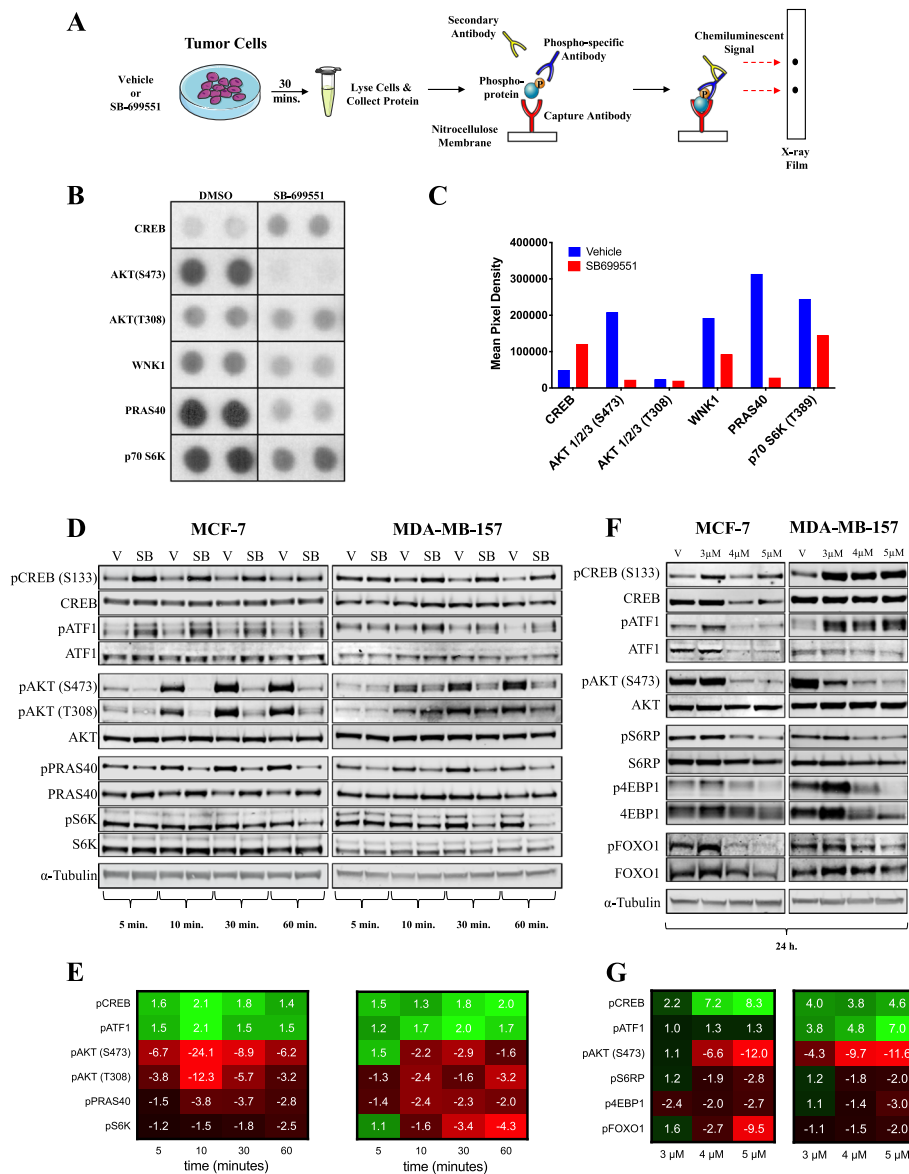 A
Tumor Cells
Vehicle
or
SB-699551
30
mins.
Lyse Cells &
Collect Protein
Secondary
Antibody
Phospho-specific
Antibody
Phospho-
protein
P
Capture Antibody
Nitrocellulose
Membrane
P
Chemiluminescent
Signal
X-ray
Film
B
DMSO SB-699551
CREB
AKT(S473)
AKT(T308)
WNK1
PRAS40
p70 S6K
C
Mean Pixel Density
400000
300000
200000
100000
0
Vehicle
SB699551
CREB
AKT 1/2/3 (S473)
AKT 1/2/3 (T308)
WNK1
PRAS40
p70 S6K (T389)
D
MCF-7 MDA-MB-157
V SB V SB V SB V SB V SB V SB V SB V SB
pCREB (S133)
CREB
pATF1
ATF1
pAKT (S473)
pAKT (T308)
AKT
pPRAS40
PRAS40
pS6K
S6K
α-Tubulin
5 min. 10 min. 30 min. 60 min. 5 min. 10 min. 30 min. 60 min.
F
MCF-7 MDA-MB-157
V 3µM 4µM 5µM V 3µM 4µM 5µM
pCREB (S133)
CREB
pATF1
ATF1
pAKT (S473)
AKT
pS6RP
S6RP
p4EBP1
4EBP1
pFOXO1
FOXO1
α-Tubulin
24 h.
E
pCREB 1.6 2.1 1.8 1.4 1.5 1.3 1.8 2.0
pATF1 1.5 2.1 1.5 1.5 1.2 1.7 2.0 1.7
pAKT (S473) -6.7 -24.1 -8.9 -6.2 1.5 -2.2 -2.9 -1.6
pAKT (T308) -3.8 -12.3 -5.7 -3.2 -1.3 -2.4 -1.6 -3.2
pPRAS40 -1.5 -3.8 -3.7 -2.8 -1.4 -2.4 -2.3 -2.0
pS6K -1.2 -1.5 -1.8 -2.5 1.1 -1.6 -3.4 -4.3
5 10 30 60 5 10 30 60
time (minutes) time (minutes)
G
pCREB 2.2 7.2 8.3 4.0 3.8 4.6
pATF1 1.0 1.3 1.3 3.8 4.8 7.0
pAKT (S473) 1.1 -6.6 -12.0 -4.3 -9.7 -11.6
pS6RP 1.2 -1.9 -2.8 1.2 -1.8 -2.0
p4EBP1 -2.4 -2.0 -2.7 1.1 -1.4 -3.0
pFOXO1 1.6 -2.7 -9.5 -1.1 -1.5 -2.0
3 µM 4 µM 5 µM 3 µM 4 µM 5 µM